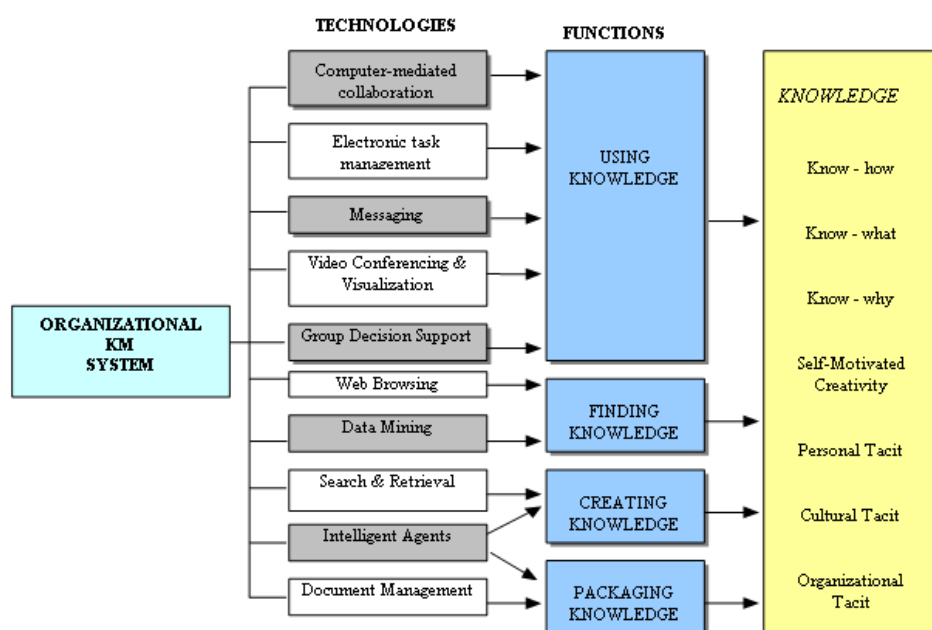 TECHNOLOGIES
FUNCTIONS
Computer-mediated
collaboration
Electronic task
management
Messaging
Video Conferencing &
Visualization
Group Decision Support
Web Browsing
Data Mining
Search & Retrieval
Intelligent Agents
Document Management
ORGANIZATIONAL
KM
SYSTEM
USING
KNOWLEDGE
FINDING
KNOWLEDGE
CREATING
KNOWLEDGE
PACKAGING
KNOWLEDGE
KNOWLEDGE
Know - how
Know - what
Know - why
Self-Motivated
Creativity
Personal Tacit
Cultural Tacit
Organizational
Tacit